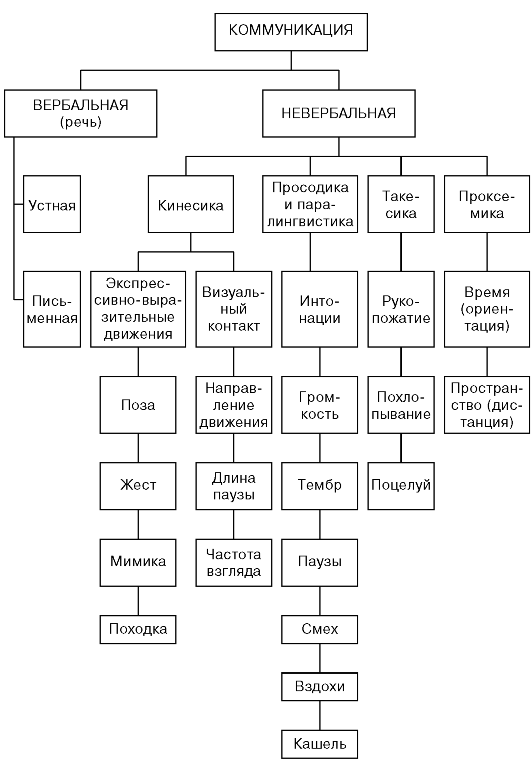 КОММУНИКАЦИЯ
ВЕРБАЛЬНАЯ
(речь)
НЕВЕРБАЛЬНАЯ
Устная
Кинесика
Просодика
и пара-
лингвистика
Таке-
сика
Проксе-
мика
Пись-
менная
Экспрес-
сивно-выра-
зительные
движения
Визуаль-
ный
контакт
Инто-
нации
Руко-
пожатие
Время
(ориен-
тация)
Поза
Направ-
ление
движения
Гром-
кость
Похло-
пывание
Простран-
ство (дис-
танция)
Жест
Длина
паузы
Тембр
Поцелуй
Мимика
Частота
взгляда
Паузы
Походка
Смех
Вздохи
Кашель